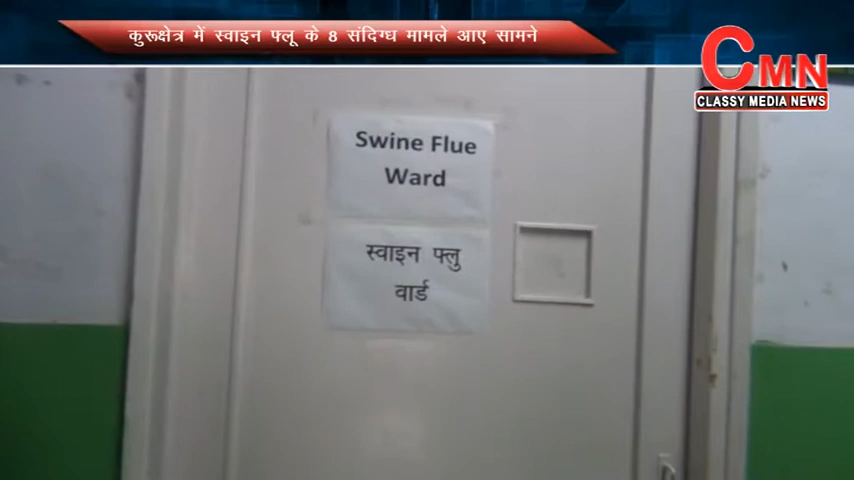 कुरूक्षेत्र में स्वाइन फ्लू के 8 संदिग्ध मामले आए सामने
CMN
CLASSY MEDIA NEWS
Swine Flue
Ward
स्वाइन फ्लु
वार्ड